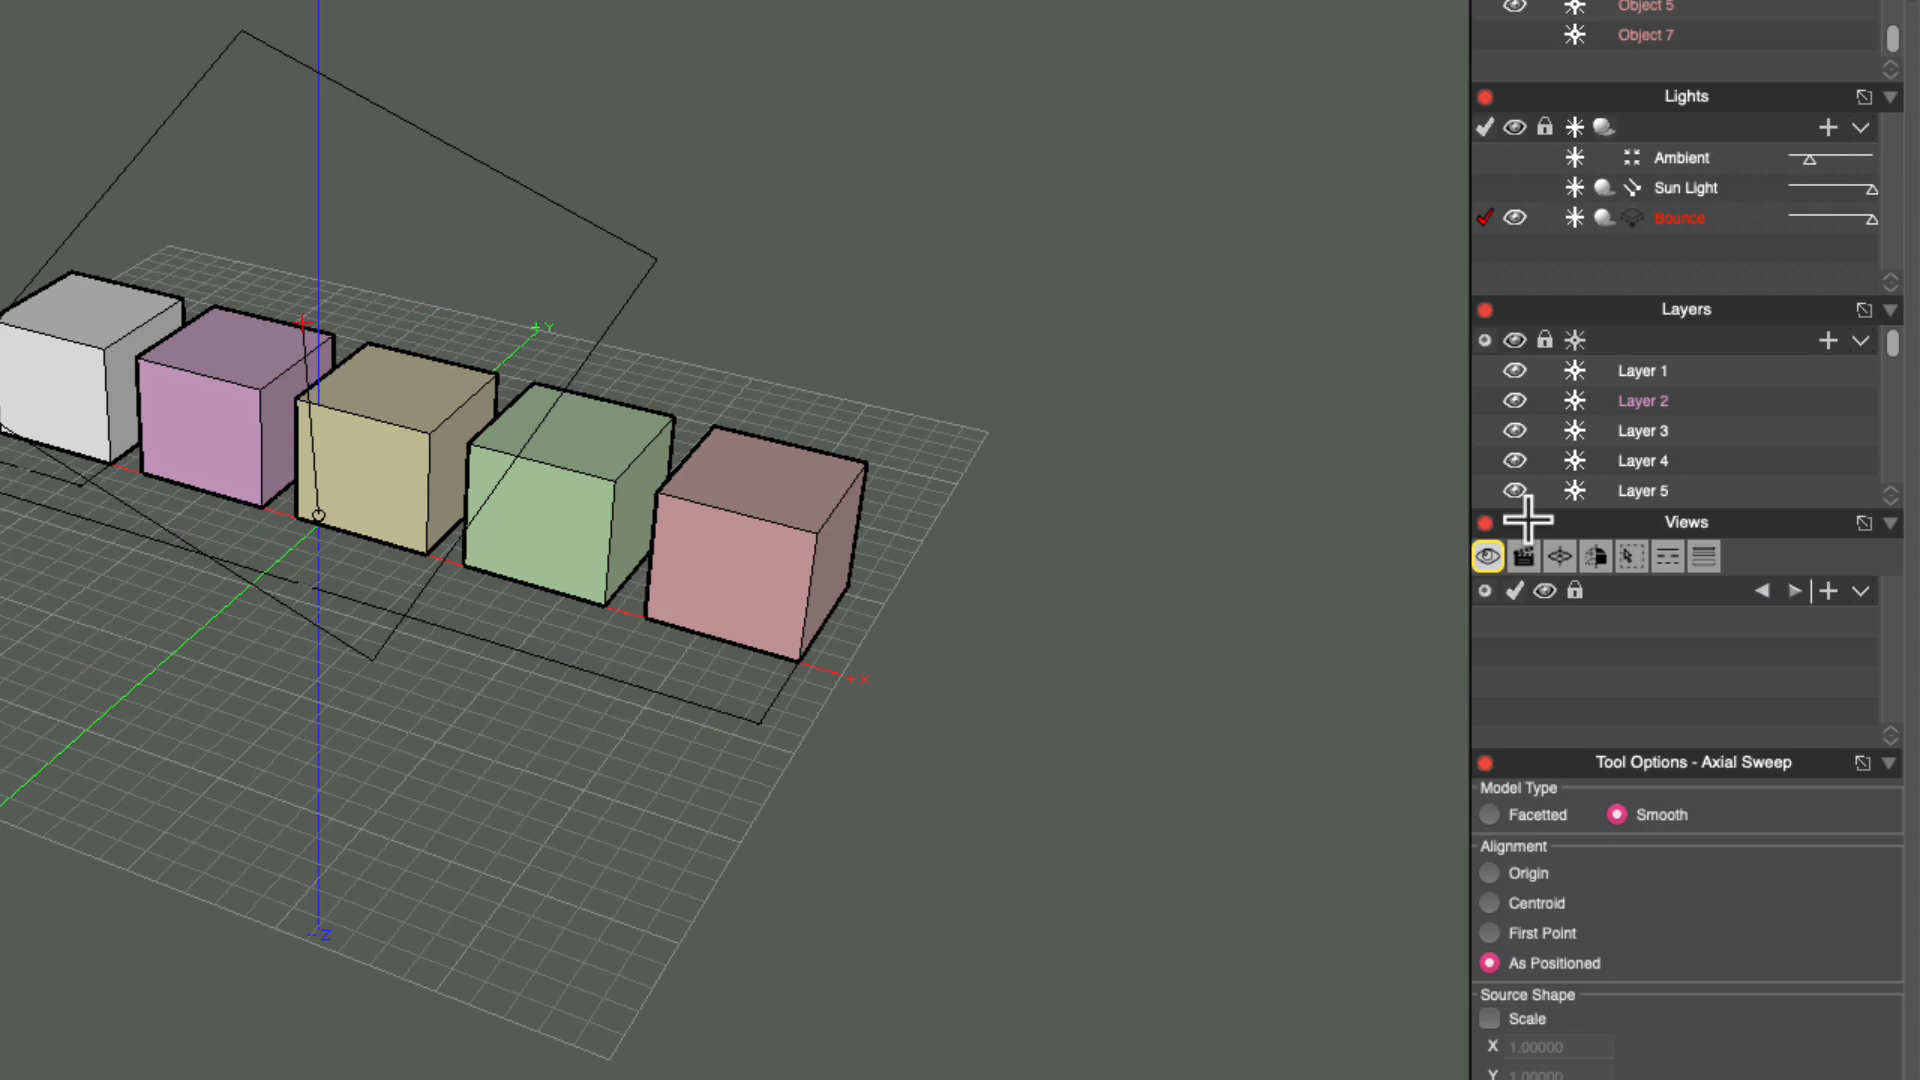 Object 5
Object 7
Lights
Ambient
Sun Light
Bounce
Layers
Layer 1
Layer 2
Layer 3
Layer 4
Layer 5
Views
+Y
+X
-Z
Tool Options - Axial Sweep
Model Type
Facetted Smooth
Alignment
Origin
Centroid
First Point
As Positioned
Source Shape
Scale
X 1.00000
Y 1.00000